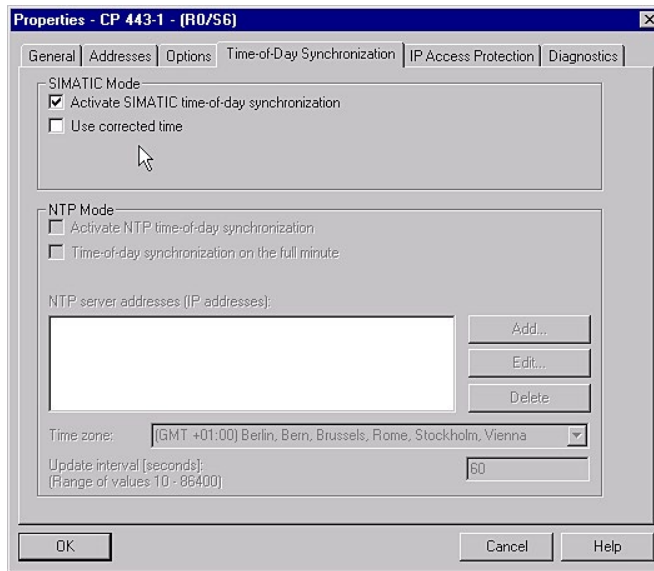 Properties - CP 443-1 - (R0/S6)
General Addresses Options Time-of-Day Synchronization IP Access Protection Diagnostics
SIMATIC Mode
Activate SIMATIC time-of-day synchronization
Use corrected time
NTP Mode
Activate NTP time-of-day synchronization
Time-of-day synchronization on the full minute
NTP server addresses (IP addresses):
Add...
Edit...
Delete
Time zone: (GMT +01:00) Berlin, Bern, Brussels, Rome, Stockholm, Vienna
Update interval [seconds]: 60
(Range of values 10 - 86400)
OK Cancel Help